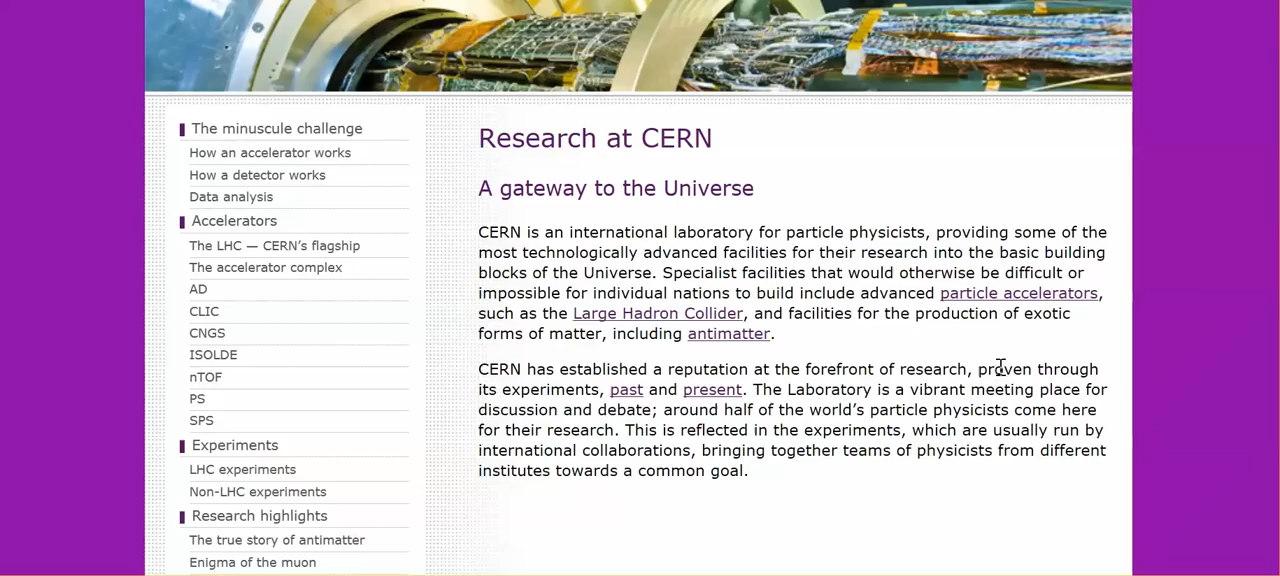 The minuscule challenge
How an accelerator works
How a detector works
Data analysis
Accelerators
The LHC — CERN’s flagship
The accelerator complex
AD
CLIC
CNGS
ISOLDE
nTOF
PS
SPS
Experiments
LHC experiments
Non-LHC experiments
Research highlights
The true story of antimatter
Enigma of the muon
Research at CERN
A gateway to the Universe
CERN is an international laboratory for particle physicists, providing some of the
most technologically advanced facilities for their research into the basic building
blocks of the Universe. Specialist facilities that would otherwise be difficult or
impossible for individual nations to build include advanced particle accelerators,
such as the Large Hadron Collider, and facilities for the production of exotic
forms of matter, including antimatter.
CERN has established a reputation at the forefront of research, proven through
its experiments, past and present. The Laboratory is a vibrant meeting place for
discussion and debate; around half of the world’s particle physicists come here
for their research. This is reflected in the experiments, which are usually run by
international collaborations, bringing together teams of physicists from different
institutes towards a common goal.